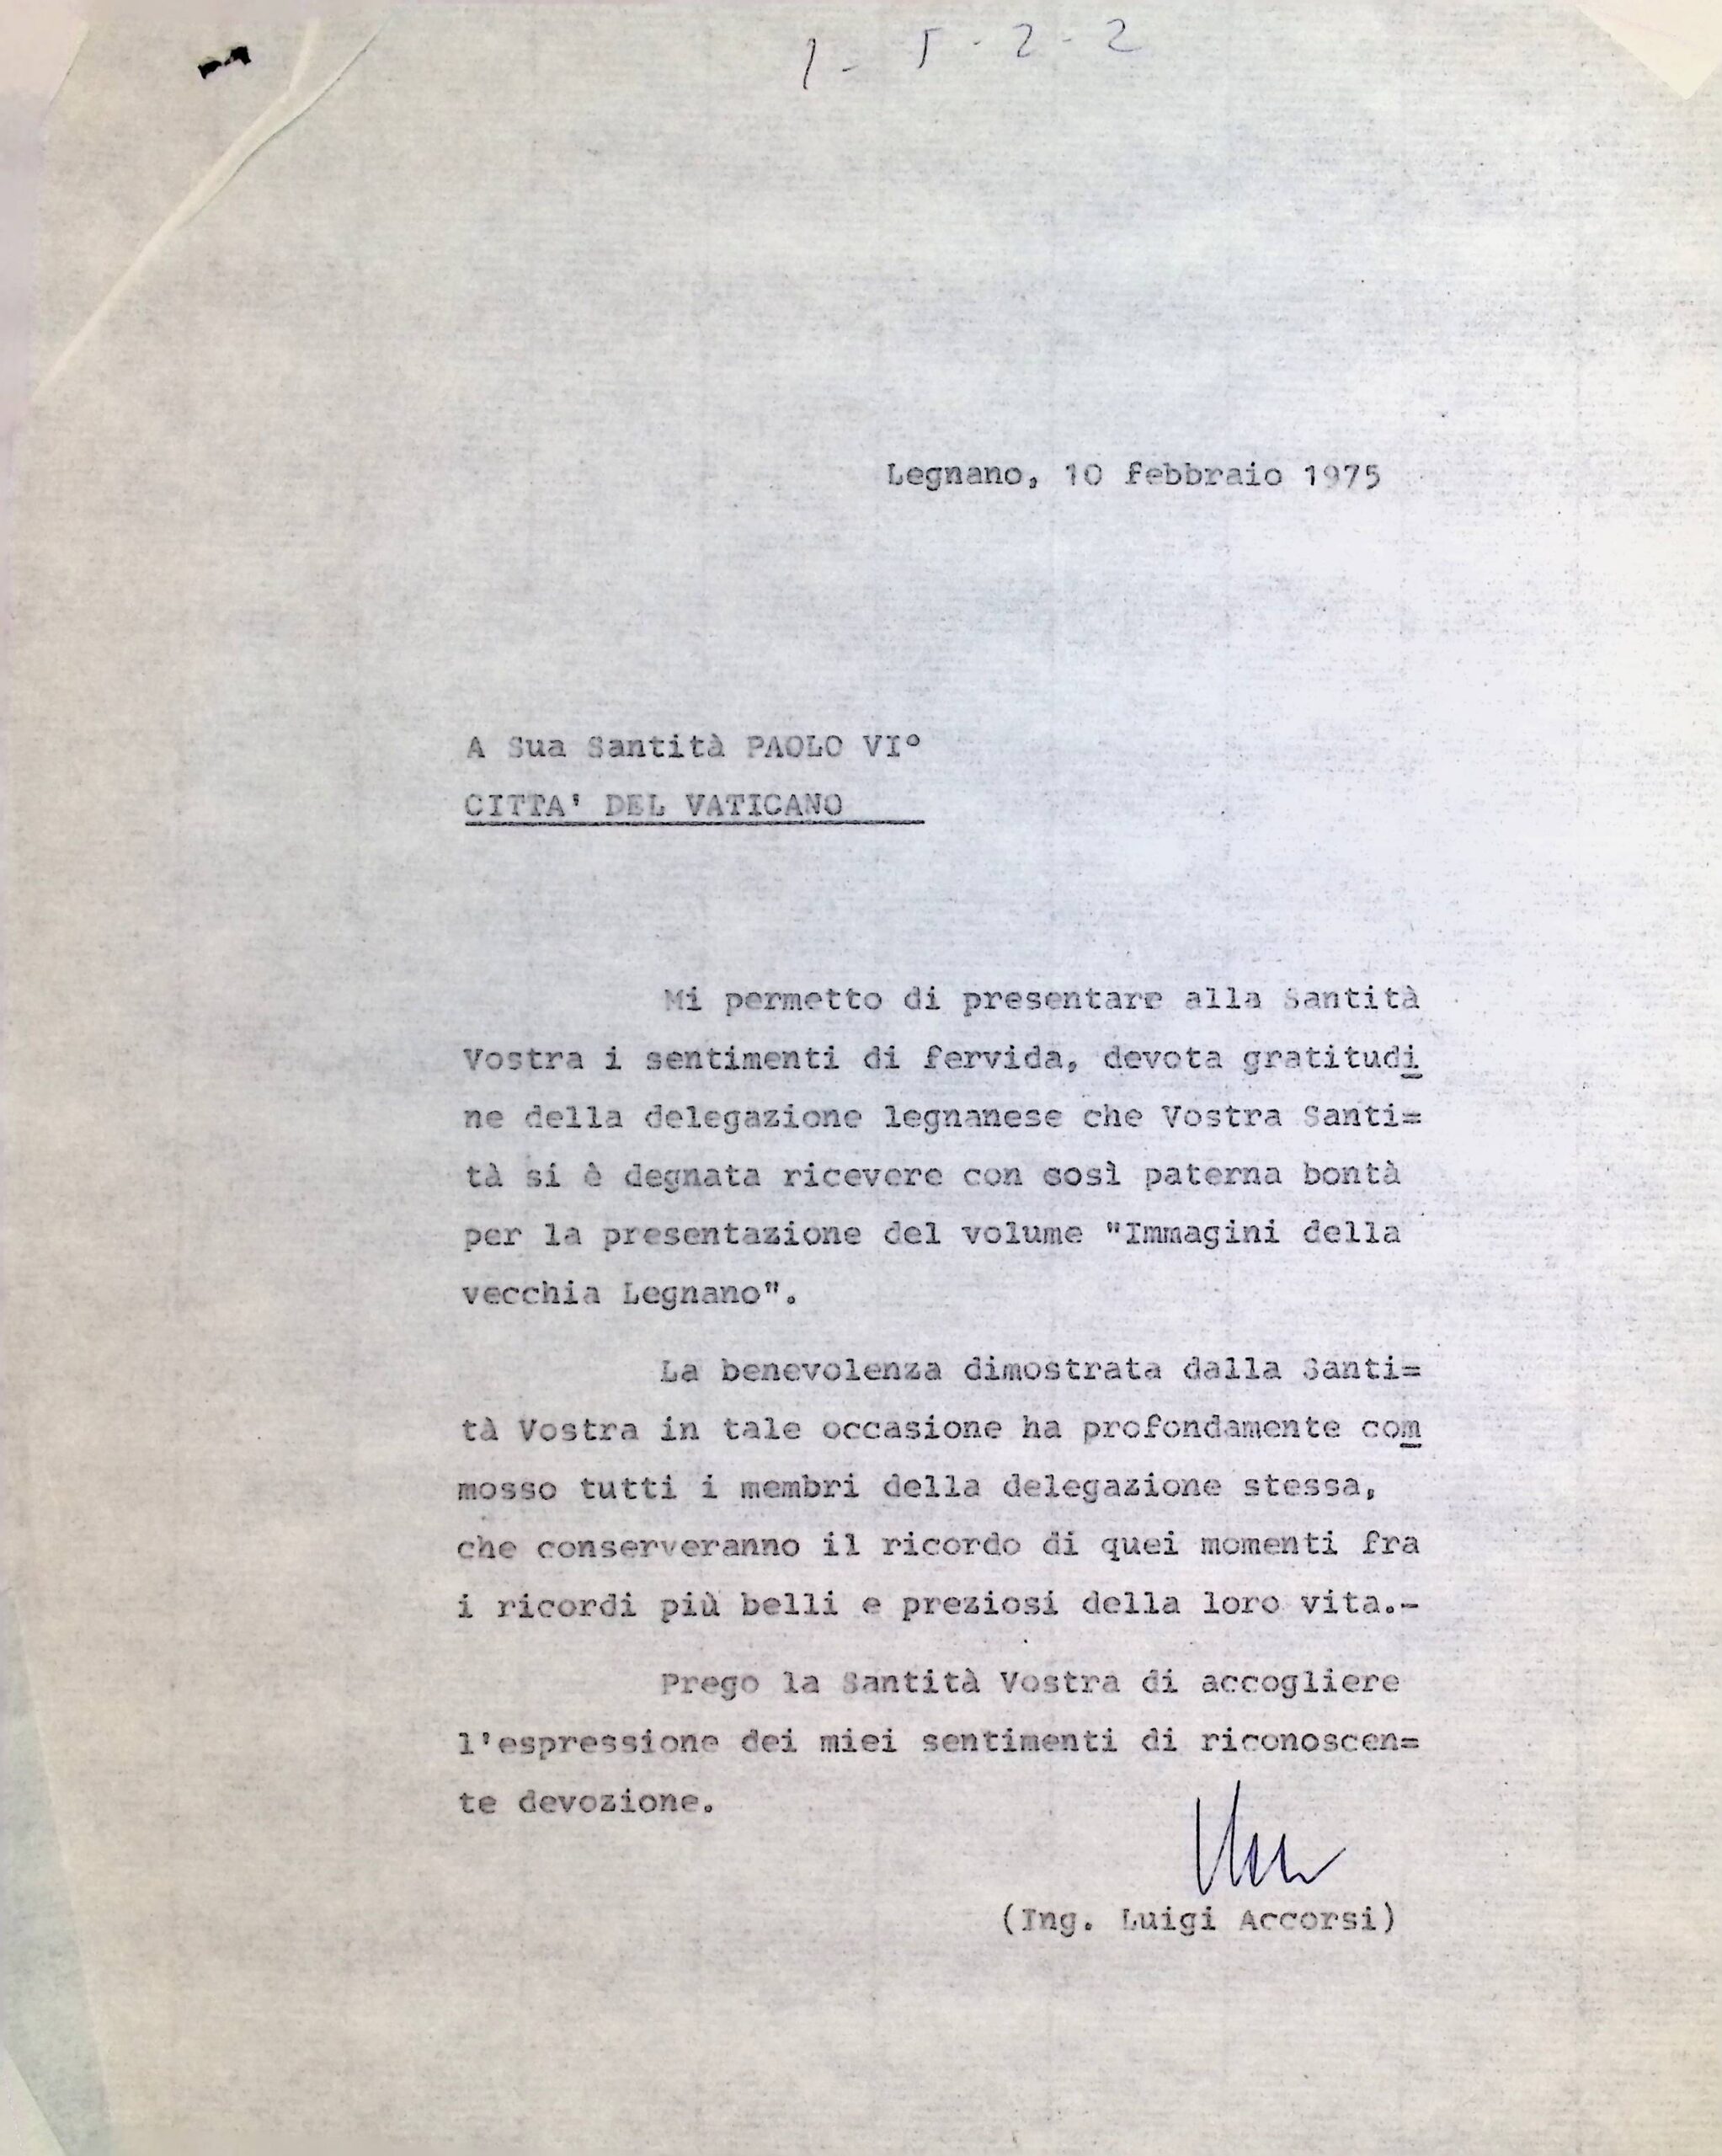 1 - 5 - 2 - 2
Legnano, 10 febbraio 1975
A Sua Santità PAOLO VI°
CITTA' DEL VATICANO
Mi permetto di presentare alla Santità
Vostra i sentimenti di fervida, devota gratitudi
ne della delegazione legnanese che Vostra Santi=
tà si è degnata ricevere con così paterna bontà
per la presentazione del volume "Immagini della
vecchia Legnano".
La benevolenza dimostrata dalla Santi=
tà Vostra in tale occasione ha profondamente com
mosso tutti i membri della delegazione stessa,
che conserveranno il ricordo di quei momenti fra
i ricordi più belli e preziosi della loro vita.-
Prego la Santità Vostra di accogliere
l'espressione dei miei sentimenti di riconoscen=
te devozione.
(Ing. Luigi Accorsi)